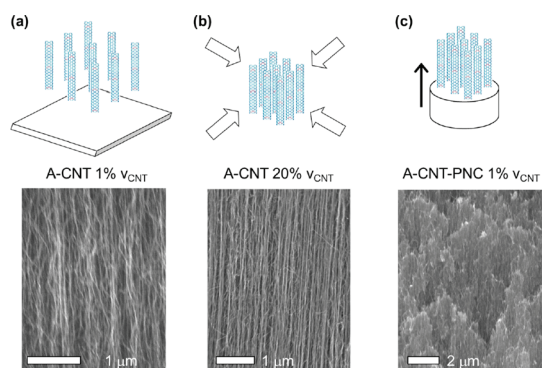 (a)
(b)
(c)
A-CNT 1% vCNT
A-CNT 20% vCNT
A-CNT-PNC 1% vCNT
1 μm
1 μm
2 μm